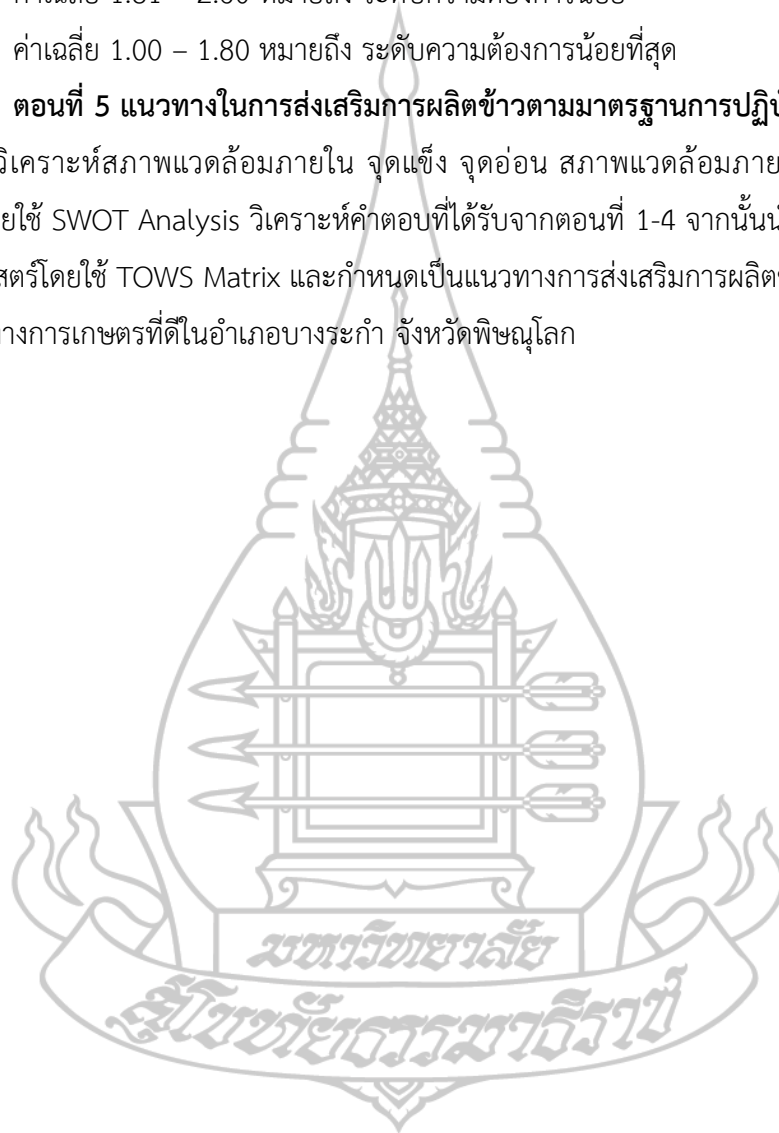 ค่าเฉลี่ย 1.00 – 1.80 หมายถึง ระดับความต้องการน้อยที่สุด
ตอนที่ 5 แนวทางในการส่งเสริมการผลิตข้าวตามมาตรฐานการปฏิบั
วิเคราะห์สภาพแวดล้อมภายใน จุดแข็ง จุดอ่อน สภาพแวดล้อมภาย
ยใช้ SWOT Analysis วิเคราะห์คำตอบที่ได้รับจากตอนที่ 1-4 จากนั้นน
สตร์โดยใช้ TOWS Matrix และกำหนดเป็นแนวทางการส่งเสริมการผลิต
างการเกษตรที่ดีในอำเภอบางระกำ จังหวัดพิษณุโลก
มหาวิทยาลัย
สุโขทัยธรรมาธิราช